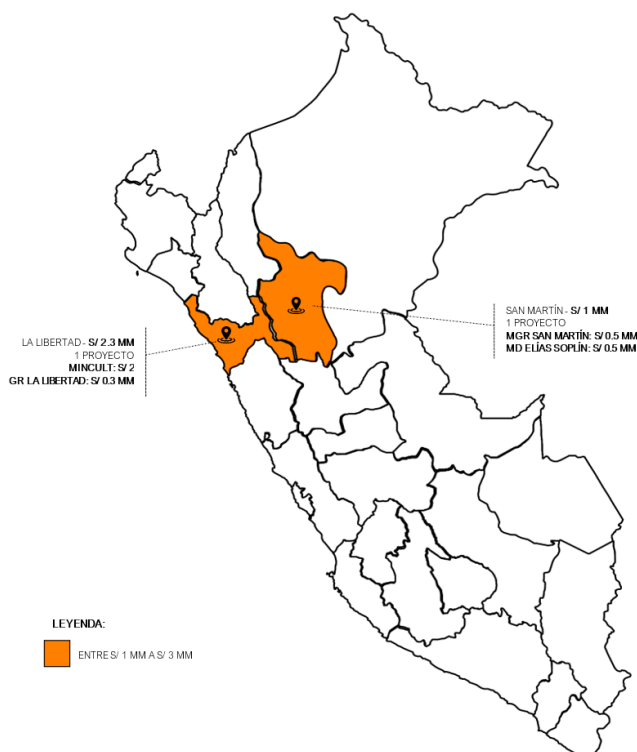 SAN MARTÍN - S/ 1 MM
1 PROYECTO
MGR SAN MARTÍN: S/ 0.5 MM
MD ELÍAS SOPLÍN: S/ 0.5 MM
LA LIBERTAD - S/ 2.3 MM
1 PROYECTO
MINCULT: S/ 2
GR LA LIBERTAD: S/ 0.3 MM
LEYENDA:
ENTRE S/ 1 MM A S/ 3 MM